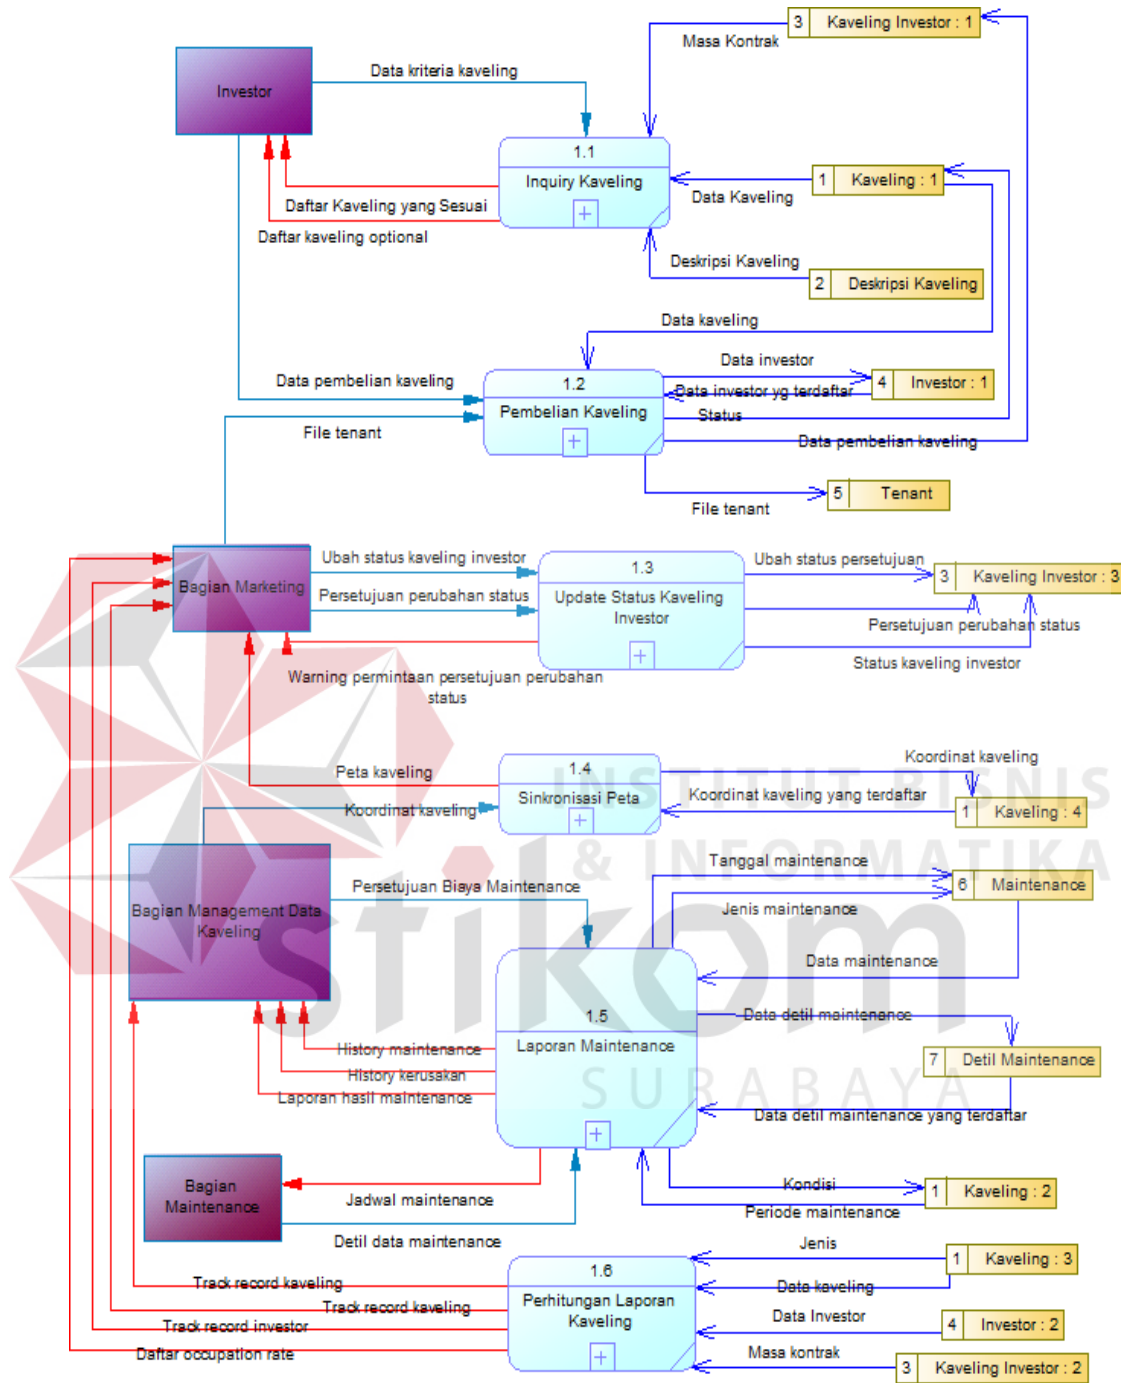 3 Kaveling Investor : 1
Masa Kontrak
Data kriteria kaveling
Investor
1.1
Inquiry Kaveling
1 Kaveling : 1
Data Kaveling
Daftar Kaveling yang Sesuai
Daftar kaveling optional
Deskripsi Kaveling
2 Deskripsi Kaveling
Data kaveling
Data investor
1.2
Pembelian Kaveling
4 Investor : 1
Data pembelian kaveling
Data investor yg terdaftar
Status
File tenant
Data pembelian kaveling
5 Tenant
File tenant
Bagian Marketing
Ubah status kaveling investor
Persetujuan perubahan status
1.3
Update Status Kaveling
Investor
Ubah status persetujuan
3 Kaveling Investor : 3
Persetujuan perubahan status
Status kaveling investor
Warning permintaan persetujuan perubahan
status
Peta kaveling
Koordinat kaveling
1.4
Sinkronisasi Peta
Koordinat kaveling
Koordinat kaveling yang terdaftar
1 Kaveling : 4
INSTITUT BISNIS
& INFORMATIKA
stikom
SURABAYA
Bagian Management Data
Kaveling
Persetujuan Biaya Maintenance
Tanggal maintenance
6 Maintenance
Jenis maintenance
Data maintenance
1.5
Laporan Maintenance
Data detil maintenance
7 Detil Maintenance
Data detil maintenance yang terdaftar
History maintenance
History kerusakan
Laporan hasil maintenance
Bagian
Maintenance
Jadwal maintenance
Detil data maintenance
Kondisi
1 Kaveling : 2
Periode maintenance
1.6
Perhitungan Laporan
Kaveling
Jenis
1 Kaveling : 3
Data kaveling
Data Investor
4 Investor : 2
Masa kontrak
3 Kaveling Investor : 2
Track record kaveling
Track record kaveling
Track record investor
Daftar occupation rate